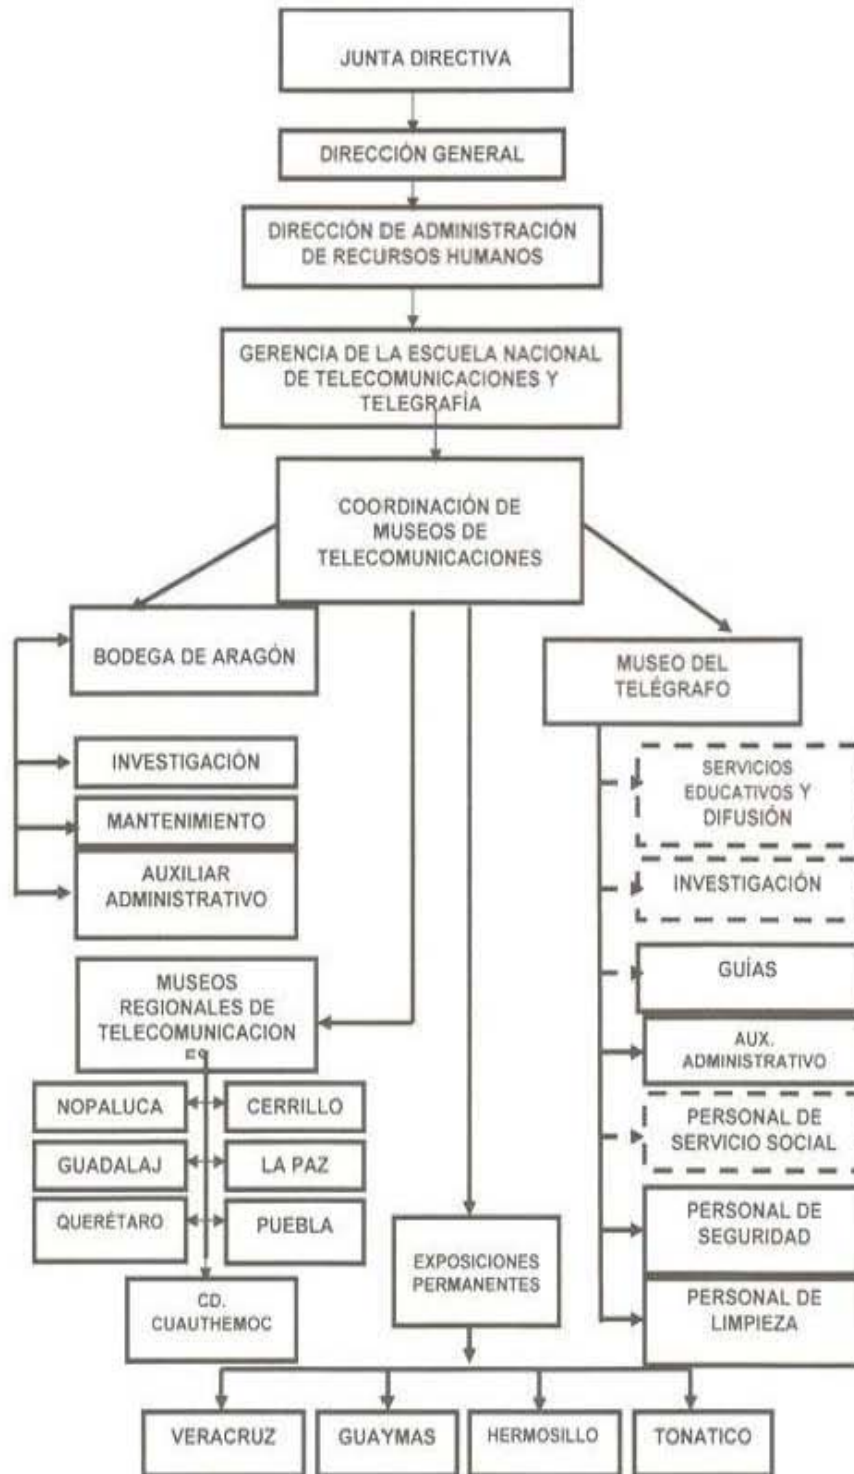 JUNTA DIRECTIVA
DIRECCIÓN GENERAL
DIRECCIÓN DE ADMINISTRACIÓN
DE RECURSOS HUMANOS
GERENCIA DE LA ESCUELA NACIONAL
DE TELECOMUNICACIONES Y
TELEGRAFÍA
COORDINACIÓN DE
MUSEOS DE
TELECOMUNICACIONES
BODEGA DE ARAGÓN
INVESTIGACIÓN
MANTENIMIENTO
AUXILIAR
ADMINISTRATIVO
MUSEO DEL
TELÉGRAFO
SERVICIOS
EDUCATIVOS Y
DIFUSIÓN
INVESTIGACIÓN
GUÍAS
AUX.
ADMINISTRATIVO
PERSONAL DE
SERVICIO SOCIAL
PERSONAL DE
SEGURIDAD
PERSONAL DE
LIMPIEZA
MUSEOS
REGIONALES DE
TELECOMUNICACION
ES
NOPALUCA
CERRILLO
GUADALAJ
LA PAZ
QUERÉTARO
PUEBLA
CD.
CUAUTHEMOC
EXPOSICIONES
PERMANENTES
VERACRUZ
GUAYMAS
HERMOSILLO
TONATICO